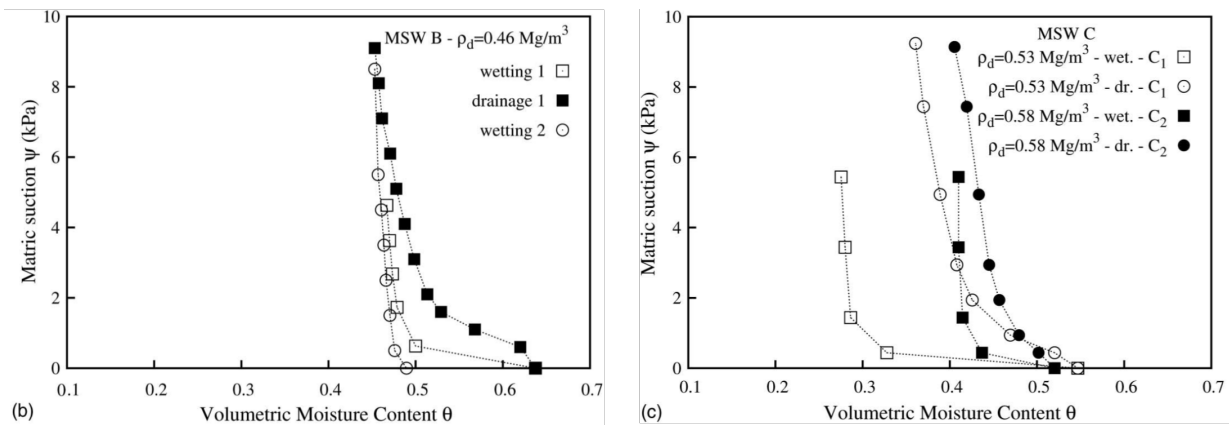 10
8
6
4
2
0
Matric suction ψ (kPa)
MSW B - ρd=0.46 Mg/m³
wetting 1
drainage 1
wetting 2
0.1 0.2 0.3 0.4 0.5 0.6 0.7
Volumetric Moisture Content θ
(b)
10
8
6
4
2
0
Matric suction ψ (kPa)
MSW C
ρd=0.53 Mg/m³ - wet. - C1
ρd=0.53 Mg/m³ - dr. - C1
ρd=0.58 Mg/m³ - wet. - C2
ρd=0.58 Mg/m³ - dr. - C2
0.1 0.2 0.3 0.4 0.5 0.6 0.7
Volumetric Moisture Content θ
(c)